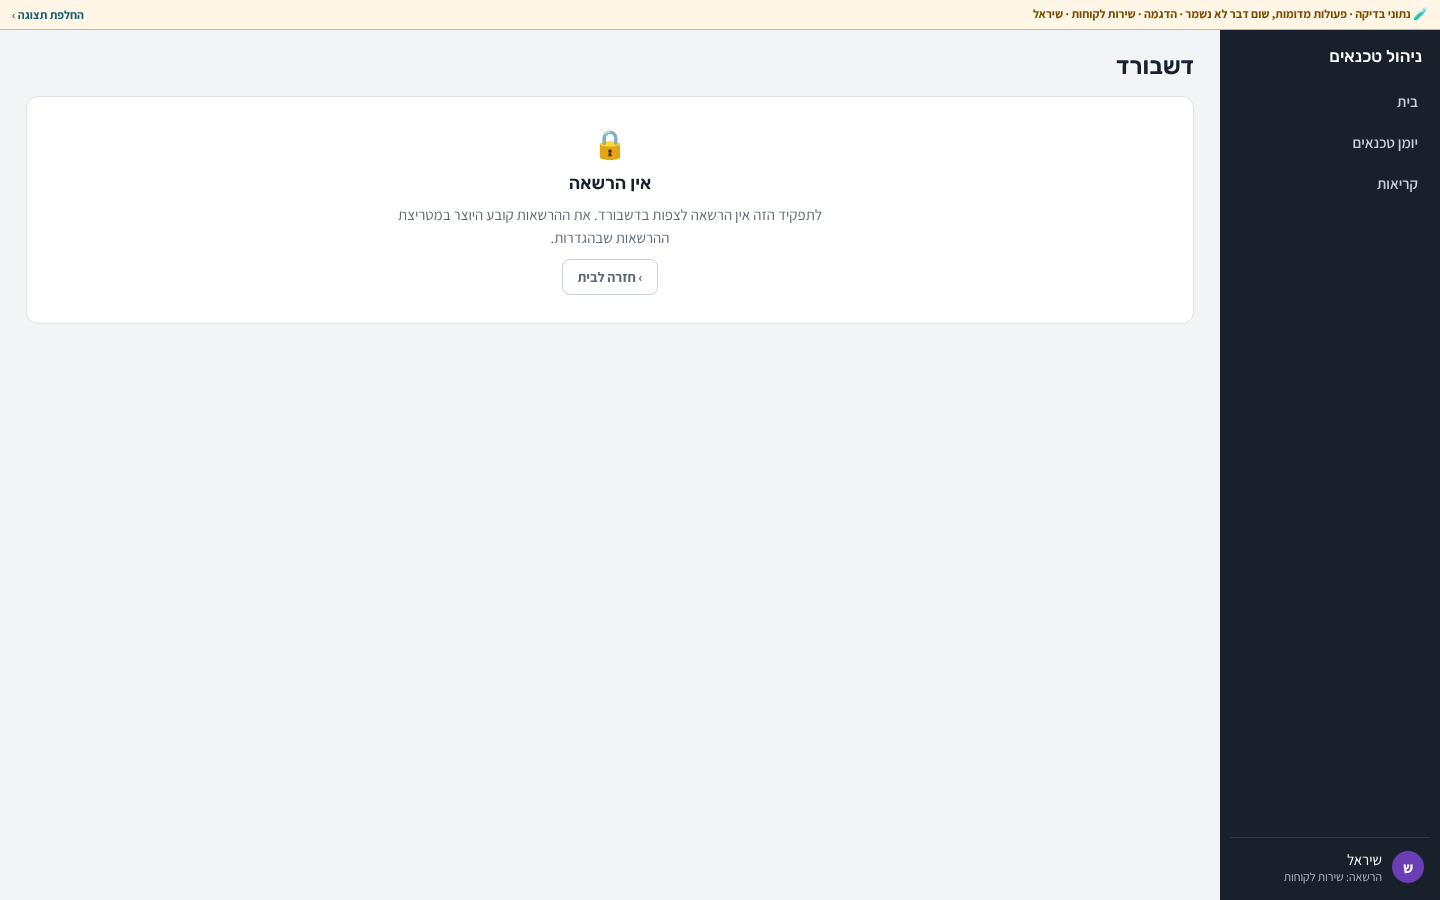 🧪 נתוני בדיקה · פעולות מדומות, שום דבר לא נשמר · הדגמה · שירות לקוחות · שיראל
החלפת תצוגה ›
ניהול טכנאים
בית
יומן טכנאים
קריאות
דשבורד
אין הרשאה
לתפקיד הזה אין הרשאה לצפות בדשבורד. את ההרשאות קובע היוצר במטריצת
ההרשאות שבהגדרות.
‹ חזרה לבית
ש
שיראל
הרשאה: שירות לקוחות